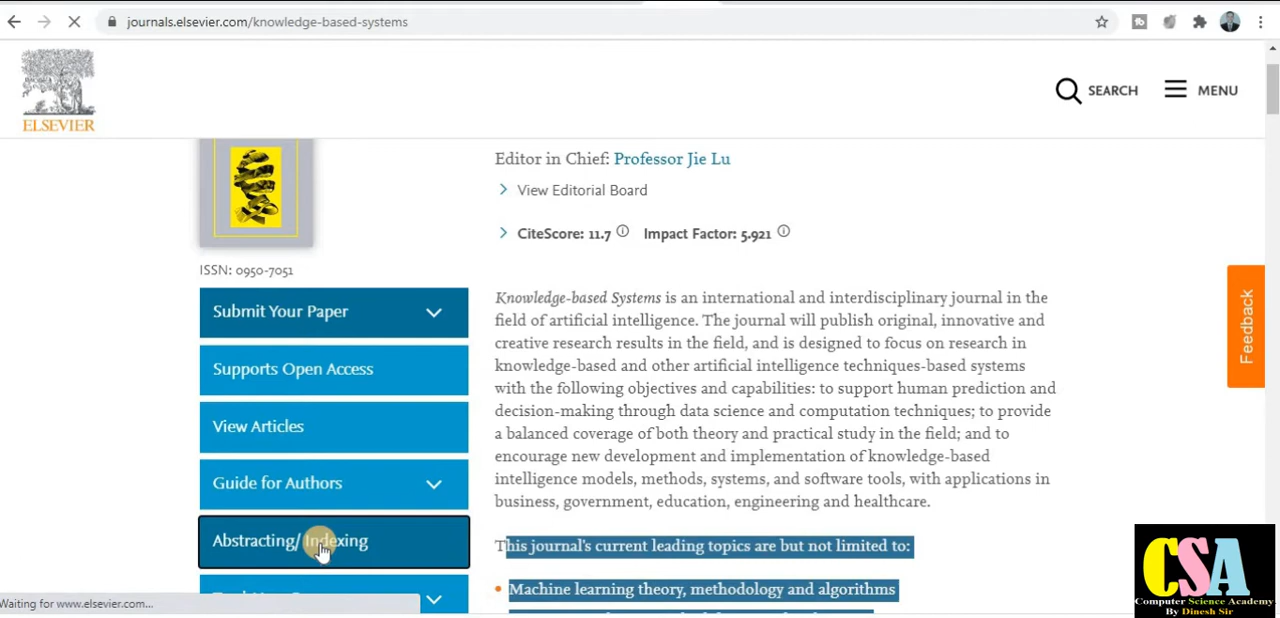 journals.elsevier.com/knowledge-based-systems
ELSEVIER
SEARCH
MENU
Editor in Chief: Professor Jie Lu
View Editorial Board
CiteScore: 11.7 Impact Factor: 5.921
ISSN: 0950-7051
Submit Your Paper
Supports Open Access
View Articles
Guide for Authors
Abstracting/ Indexing
Knowledge-based Systems is an international and interdisciplinary journal in the
field of artificial intelligence. The journal will publish original, innovative and
creative research results in the field, and is designed to focus on research in
knowledge-based and other artificial intelligence techniques-based systems
with the following objectives and capabilities: to support human prediction and
decision-making through data science and computation techniques; to provide
a balanced coverage of both theory and practical study in the field; and to
encourage new development and implementation of knowledge-based
intelligence models, methods, systems, and software tools, with applications in
business, government, education, engineering and healthcare.
This journal's current leading topics are but not limited to:
• Machine learning theory, methodology and algorithms
Feedback
Waiting for www.elsevier.com...
CSA
Computer Science Academy
By Dinesh Sir